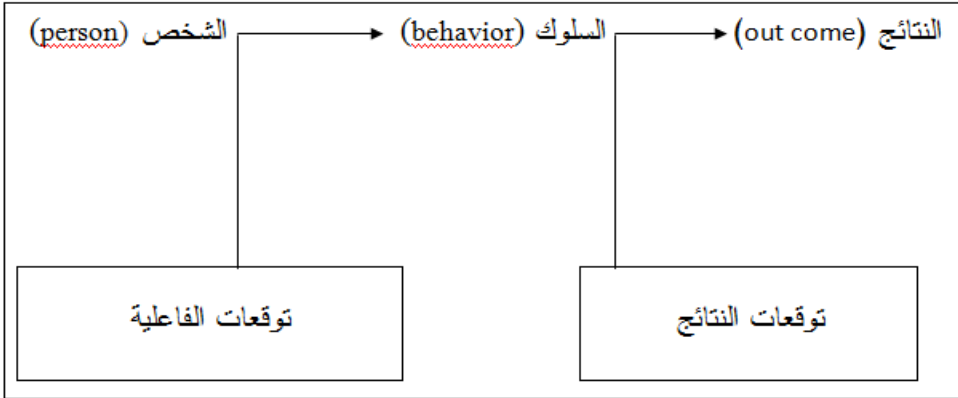 الشخص (person)
السلوك (behavior)
النتائج (out come)
توقعات الفاعلية
توقعات النتائج